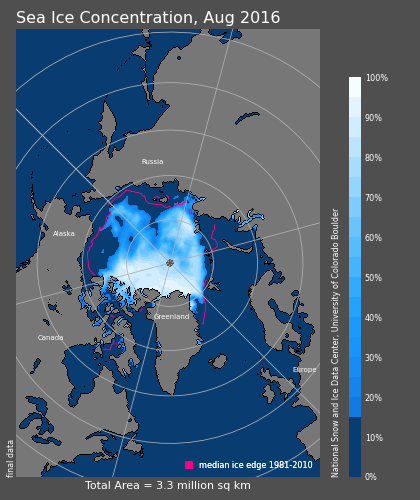 Sea Ice Concentration, Aug 2016
Russia
Alaska
Greenland
Canada
Europe
median ice edge 1981-2010
Total Area = 3.3 million sq km
final data
100%
90%
80%
70%
60%
50%
40%
30%
20%
10%
0%
National Snow and Ice Data Center, University of Colorado Boulder